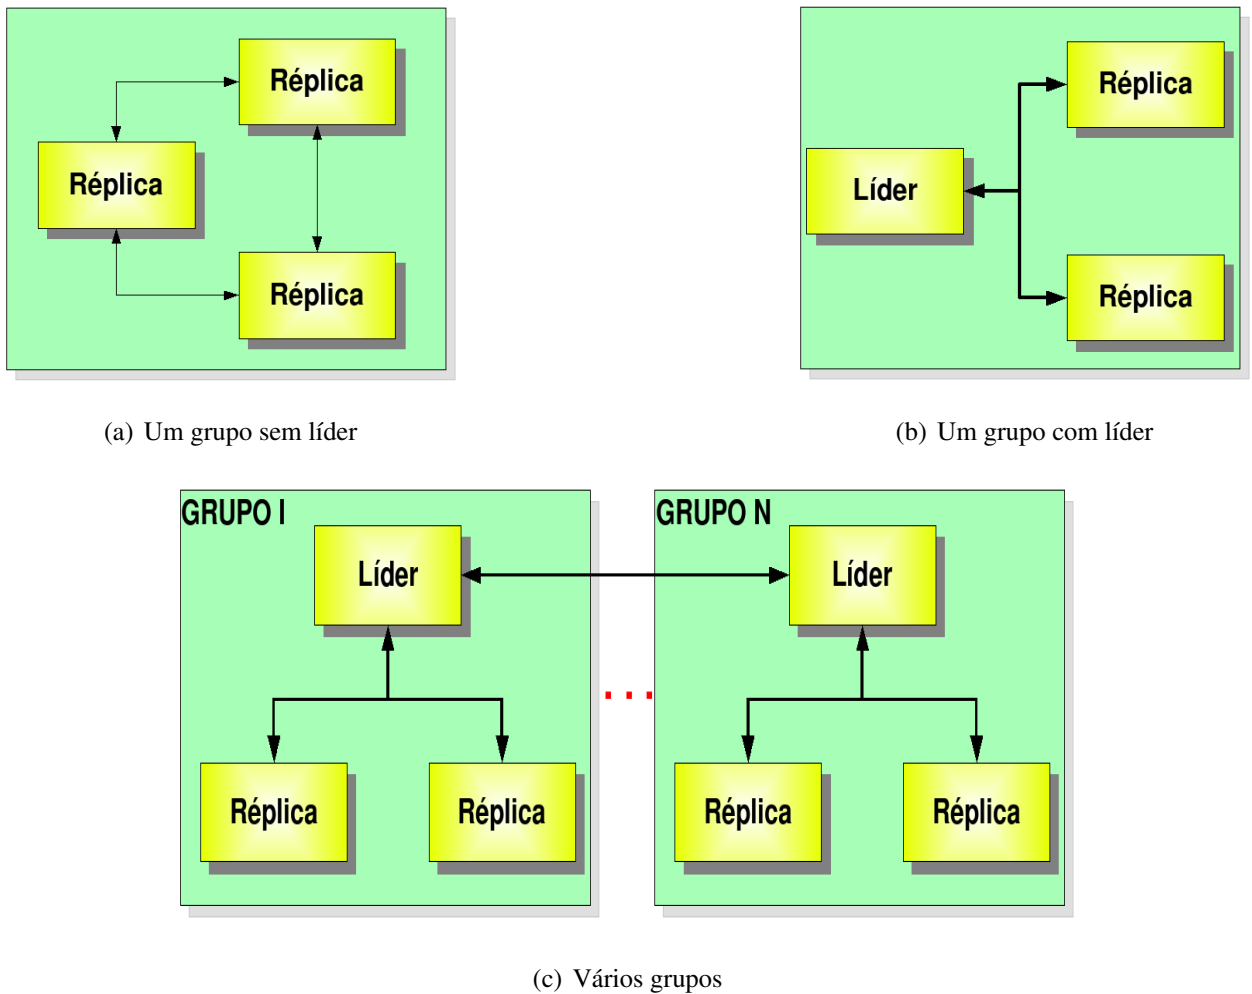 Réplica
Réplica
Réplica
(a) Um grupo sem líder
Réplica
Líder
Réplica
(b) Um grupo com líder
GRUPO I
Líder
Réplica
Réplica
GRUPO N
Líder
Réplica
Réplica
(c) Vários grupos